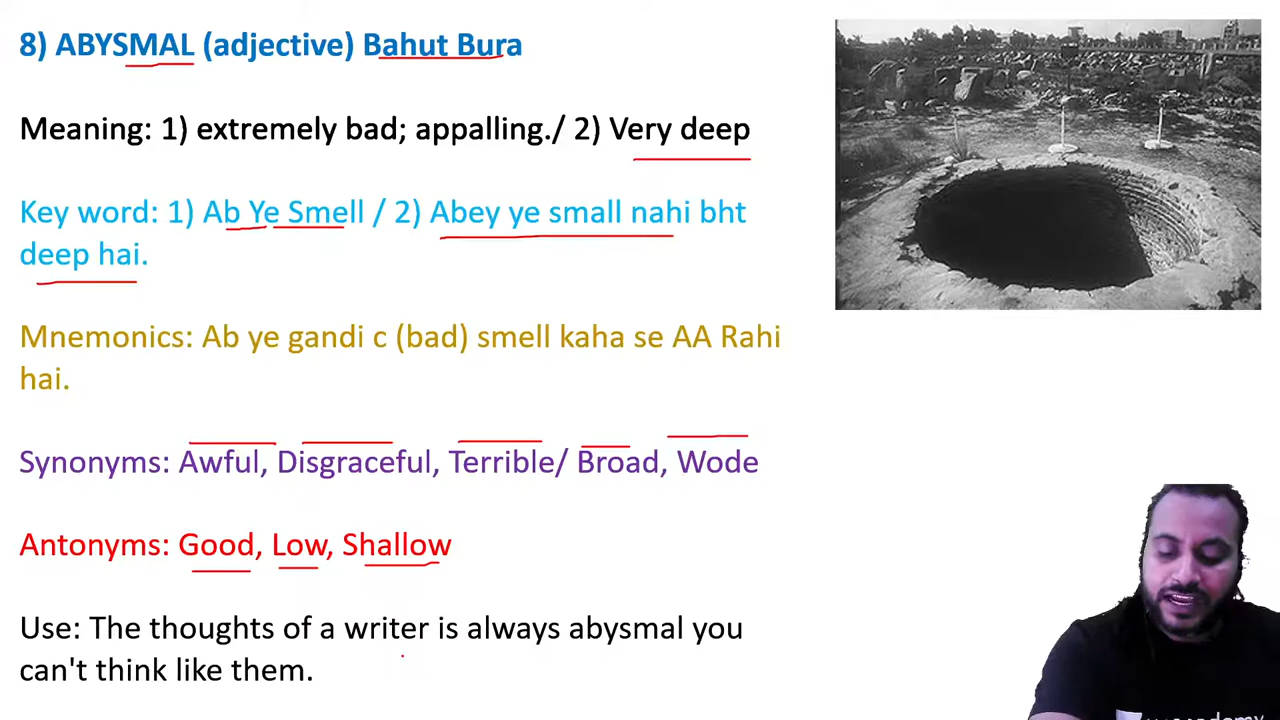 8) ABYSMAL (adjective) Bahut Bura
Meaning: 1) extremely bad; appalling./ 2) Very deep
Key word: 1) Ab Ye Smell / 2) Abey ye small nahi bht
deep hai.
Mnemonics: Ab ye gandi c (bad) smell kaha se AA Rahi
hai.
Synonyms: Awful, Disgraceful, Terrible/ Broad, Wode
Antonyms: Good, Low, Shallow
Use: The thoughts of a writer is always abysmal you
can't think like them.